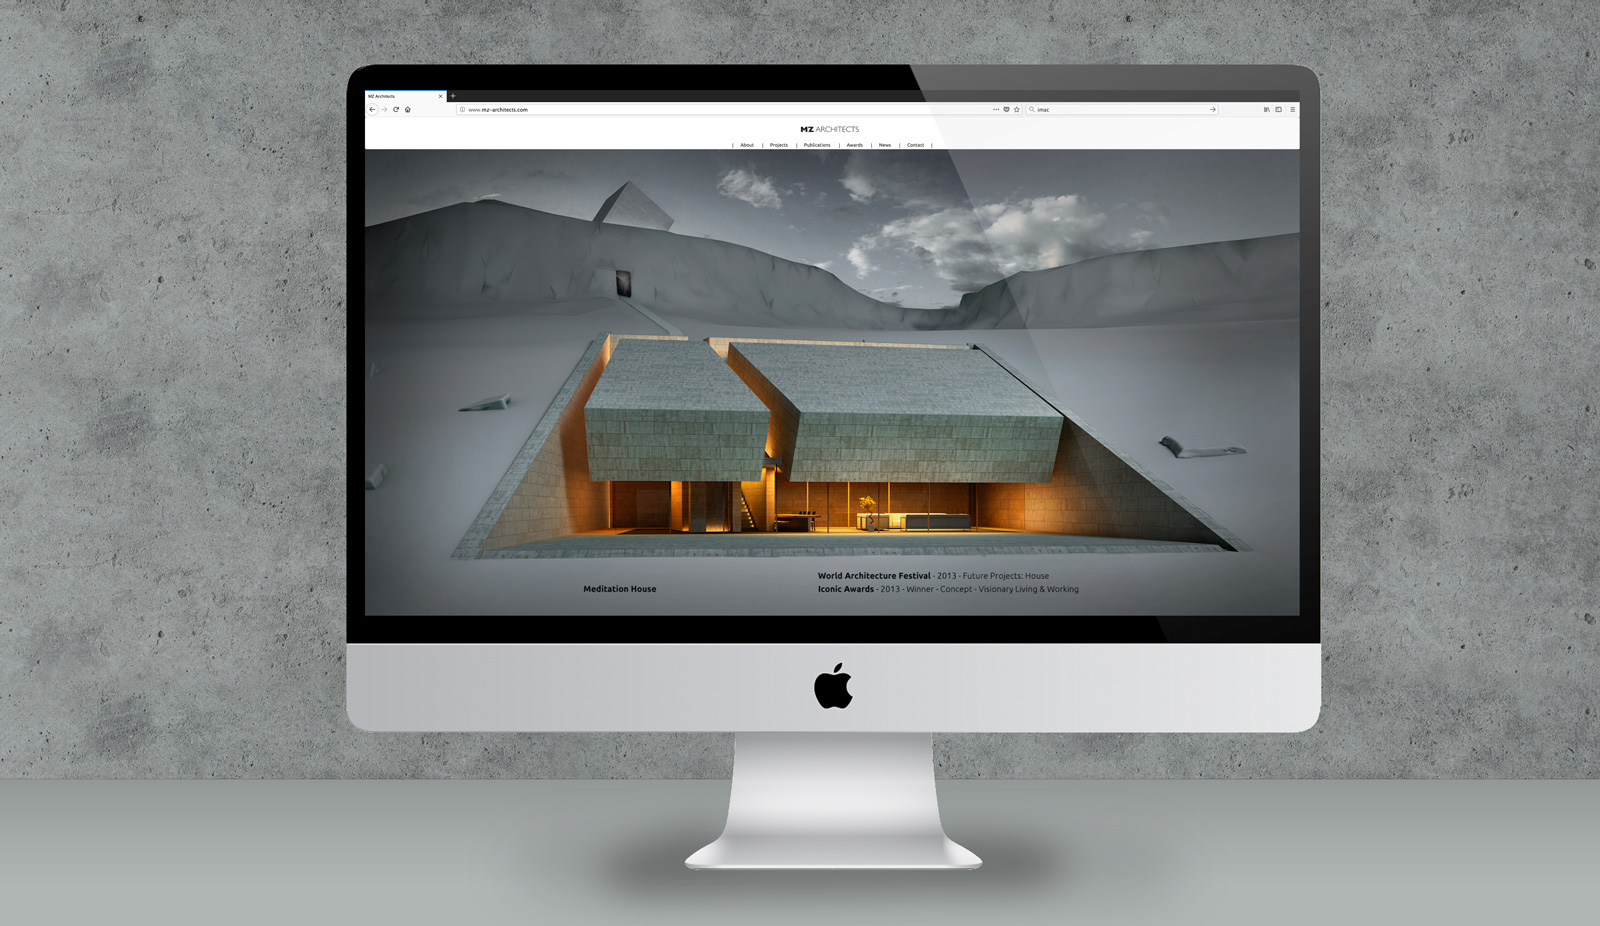 MZ Architects
www.mz-architects.com
imac
MZ ARCHITECTS
| About | Projects | Publications | Awards | News | Contact |
World Architecture Festival - 2013 - Future Projects: House
Meditation House
Iconic Awards - 2013 - Winner - Concept - Visionary Living & Working